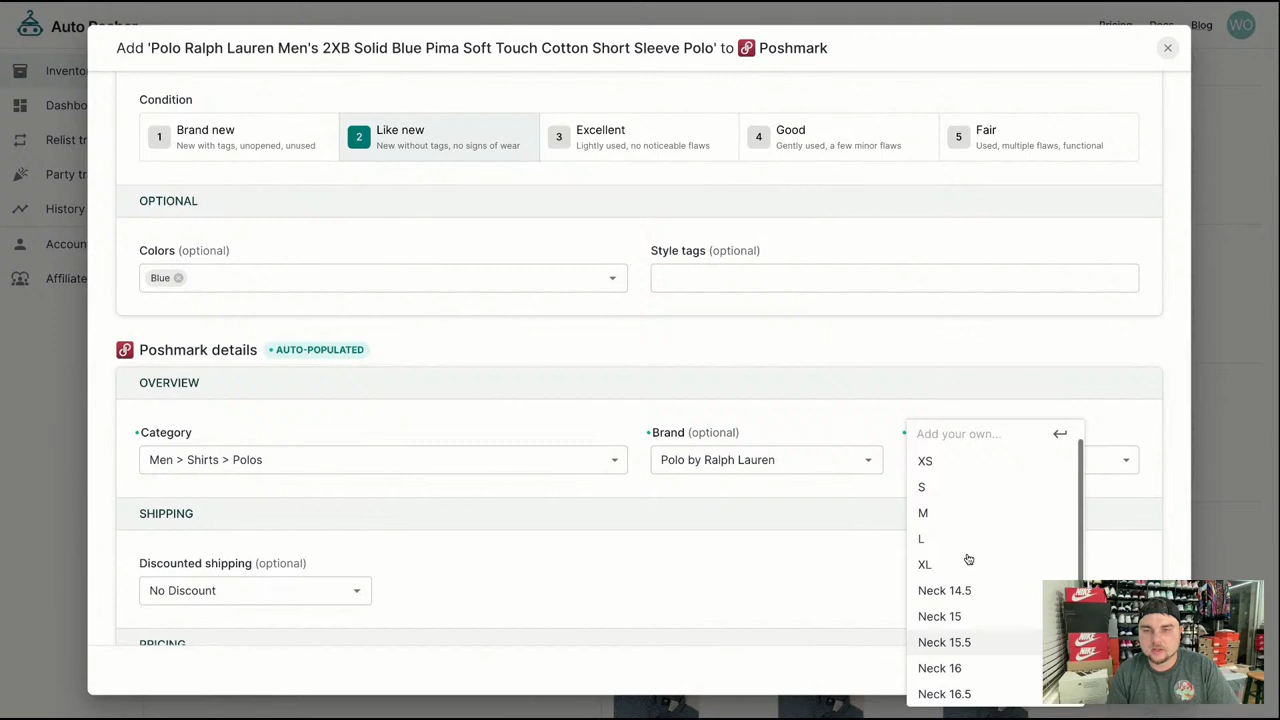 Auto Posher
Pricing
Docs
Blog
WO
Add 'Polo Ralph Lauren Men's 2XB Solid Blue Pima Soft Touch Cotton Short Sleeve Polo' to Poshmark
Invento
Dashbo
Relist tr
Party tr
History
Accoun
Affiliate
Condition
1 Brand new
New with tags, unopened, unused
2 Like new
New without tags, no signs of wear
3 Excellent
Lightly used, no noticeable flaws
4 Good
Gently used, a few minor flaws
5 Fair
Used, multiple flaws, functional
OPTIONAL
Colors (optional)
Blue
Style tags (optional)
Poshmark details
• AUTO-POPULATED
OVERVIEW
Category
Men > Shirts > Polos
Brand (optional)
Polo by Ralph Lauren
Add your own...
XS
S
M
L
XL
Neck 14.5
Neck 15
Neck 15.5
Neck 16
Neck 16.5
SHIPPING
Discounted shipping (optional)
No Discount
PRICING